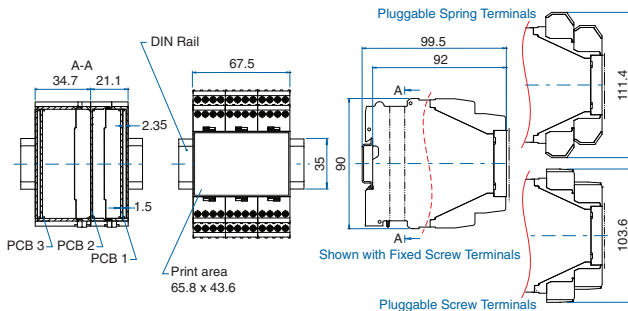 Pluggable Spring Terminals
DIN Rail
99.5
A-A
67.5
92
34.7
21.1
A
2.35
111.4
35
90
1.5
PCB 3
PCB 2
PCB 1
A
Shown with Fixed Screw Terminals
103.6
Print area
65.8 x 43.6
Pluggable Screw Terminals